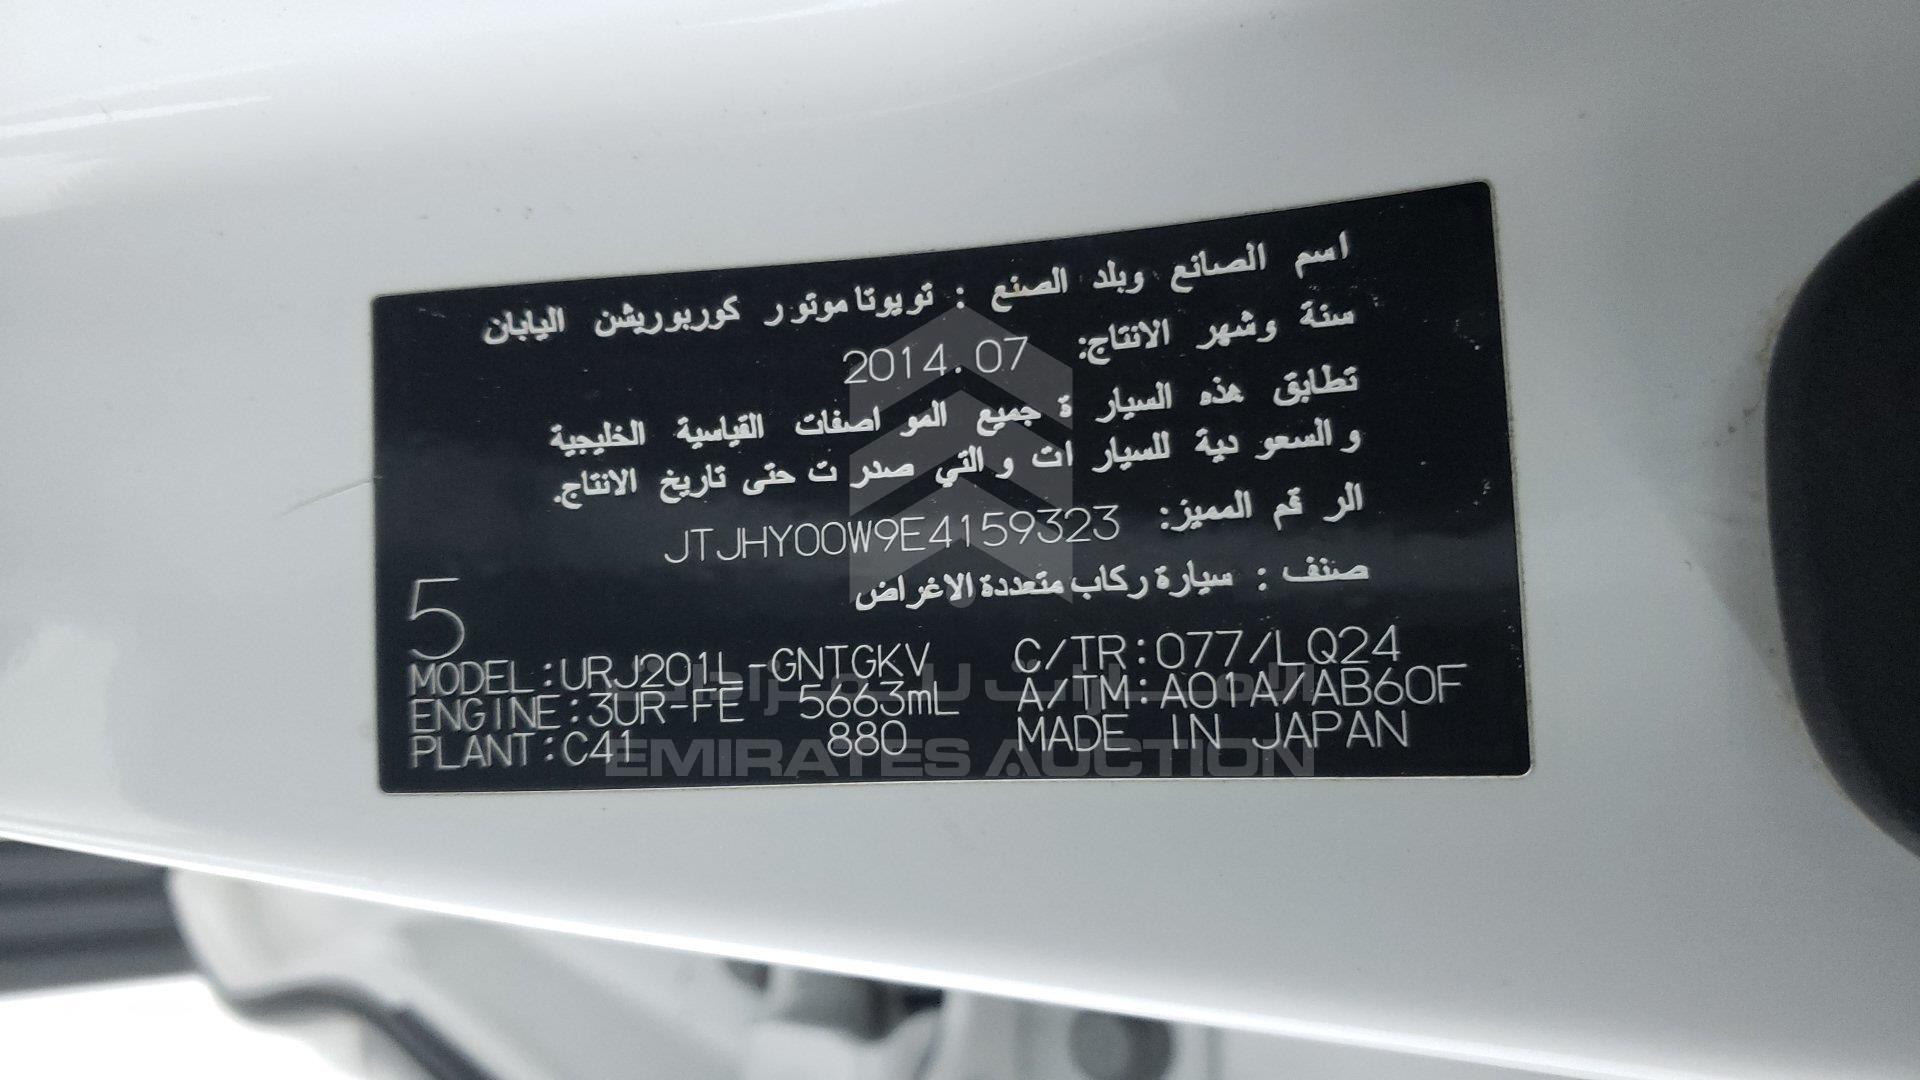 اسم الصانع وبلد الصنع : تويوتا موتور كوربوريشن اليابان
سنة وشهر الانتاج: 2014.07
تطابق هذه السيارة جميع المواصفات القياسية الخليجية
والسعودية للسيارات والتي صدرت حتى تاريخ الانتاج.
الرقم المميز: JTJHY00W9E4159323
صنف : سيارة ركاب متعددة الاغراض
5
MODEL:URJ201L-GNTGKV C/TR:077/LQ24
ENGINE:3UR-FE 5663mL A/TM:A01A/AB60F
PLANT:C41 880 MADE IN JAPAN
الإمارات للمزادات
EMIRATES AUCTION